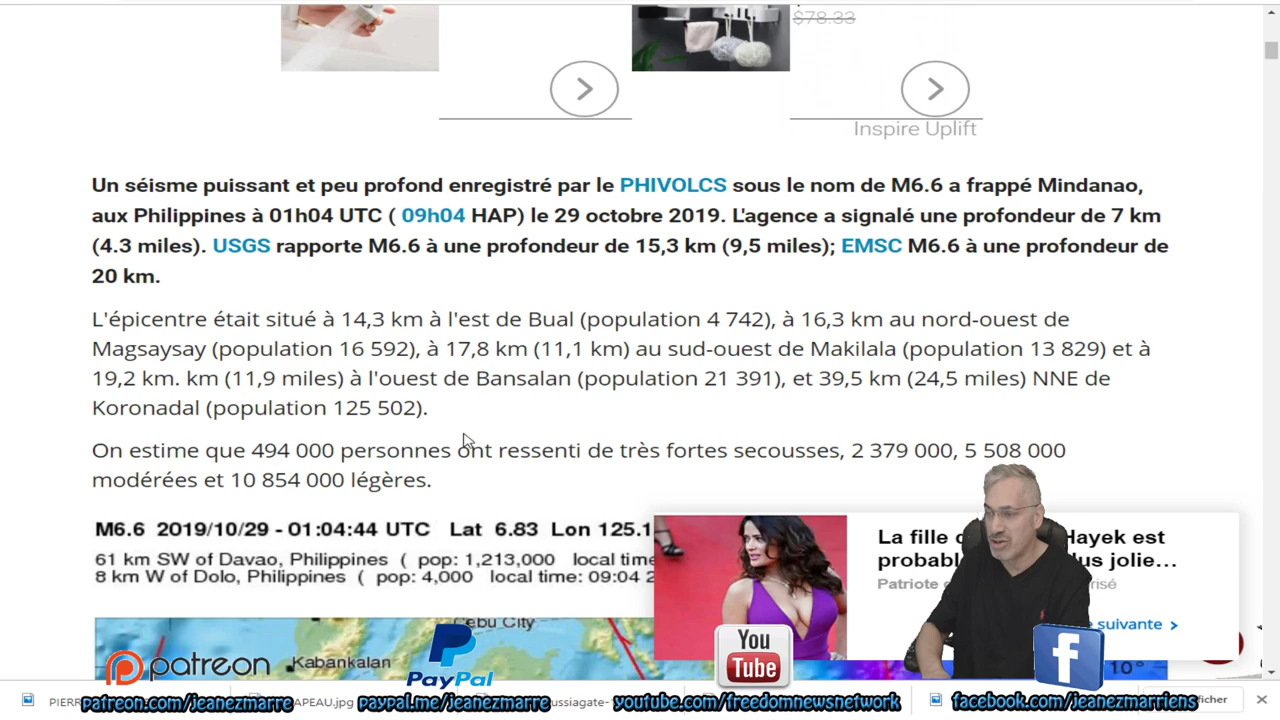 $78.33
Inspire Uplift
Un séisme puissant et peu profond enregistré par le PHIVOLCS sous le nom de M6.6 a frappé Mindanao,
aux Philippines à 01h04 UTC ( 09h04 HAP) le 29 octobre 2019. L'agence a signalé une profondeur de 7 km
(4.3 miles). USGS rapporte M6.6 à une profondeur de 15,3 km (9,5 miles); EMSC M6.6 à une profondeur de
20 km.
L'épicentre était situé à 14,3 km à l'est de Bual (population 4 742), à 16,3 km au nord-ouest de
Magsaysay (population 16 592), à 17,8 km (11,1 km) au sud-ouest de Makilala (population 13 829) et à
19,2 km. km (11,9 miles) à l'ouest de Bansalan (population 21 391), et 39,5 km (24,5 miles) NNE de
Koronadal (population 125 502).
On estime que 494 000 personnes ont ressenti de très fortes secousses, 2 379 000, 5 508 000
modérées et 10 854 000 légères.
M6.6 2019/10/29 - 01:04:44 UTC Lat 6.83 Lon 125.1
61 km SW of Davao, Philippines ( pop: 1,213,000 local time
8 km W of Dolo, Philippines ( pop: 4,000 local time: 09:04 2
La fille Hayek est
probabl us jolie...
Patriote
suivante >
Cebu City
Kabankalan
10°
patreon
PayPal
You Tube
f
PIERR
APEAU.jpg
ussiagate-
ficher
patreon.com/jeanezmarre
paypal.me/jeanezmarre
youtube.com/freedomnewsnetwork
facebook.com/jeanezmarriens